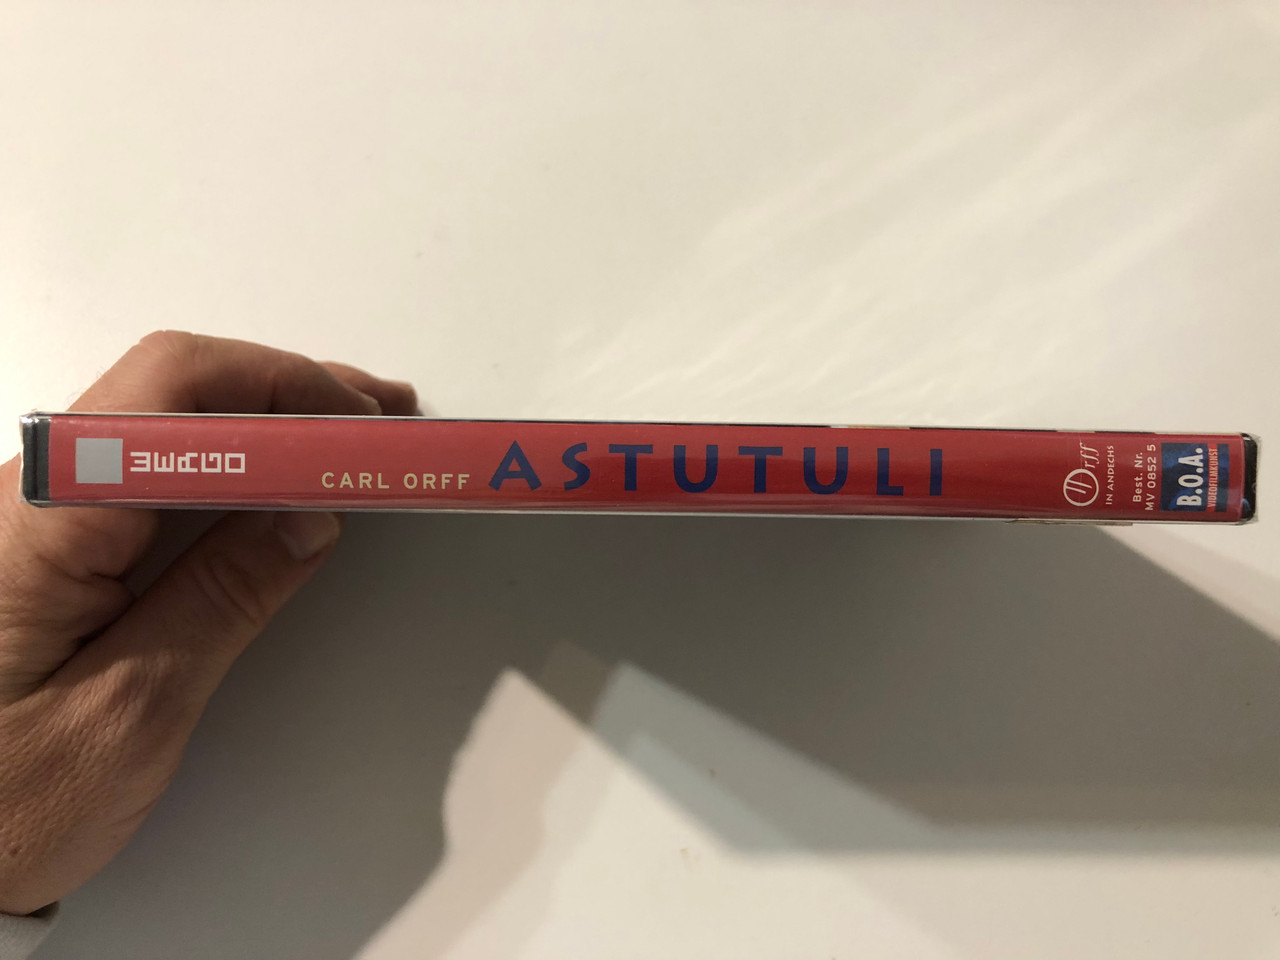 WERGO
CARL ORFF ASTUTULI
Orff
IN ANDECHS
Best. Nr.
MV 0852 5
B.O.A.
VIDEOFILMKUNST